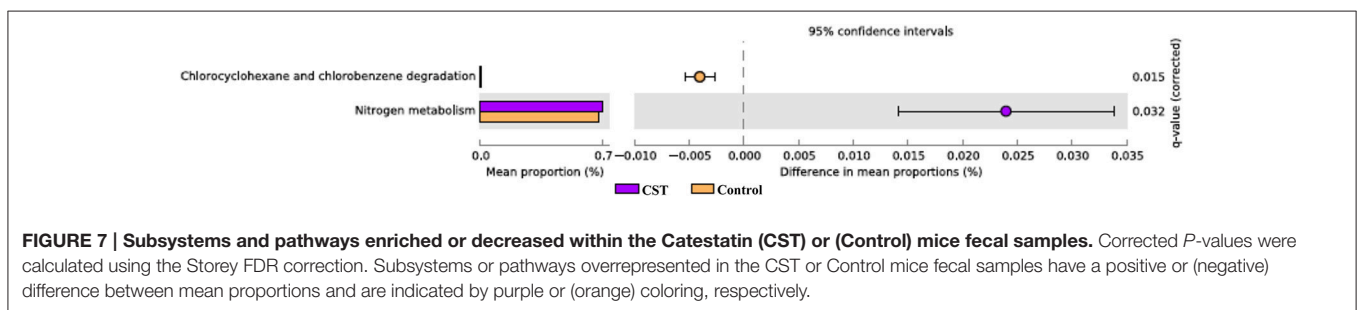 95% confidence intervals
Chlorocyclohexane and chlorobenzene degradation
0.015
Nitrogen metabolism
0.032
q-value (corrected)
0.0
0.7
−0.010
−0.005
0.000
0.005
0.010
0.015
0.020
0.025
0.030
0.035
Mean proportion (%)
Difference in mean proportions (%)
CST
Control
FIGURE 7 | Subsystems and pathways enriched or decreased within the Catestatin (CST) or (Control) mice fecal samples. Corrected P-values were
calculated using the Storey FDR correction. Subsystems or pathways overrepresented in the CST or Control mice fecal samples have a positive or (negative)
difference between mean proportions and are indicated by purple or (orange) coloring, respectively.